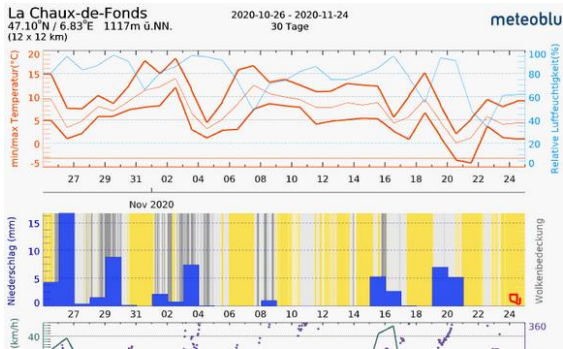 La Chaux-de-Fonds
47.10°N / 6.83°E 1117m ü.NN.
(12 x 12 km)
2020-10-26 - 2020-11-24
30 Tage
meteoblu
min/max Temperatur(°C)
20
15
10
5
0
-5
100
80
60
40
20
0
Relative Luftfeuchtigkeit(%)
27 29 31 02 04 06 08 10 12 14 16 18 20 22 24
Nov 2020
Niederschlag (mm)
15
10
5
0
Wolkenbedeckung
27 29 31 02 04 06 08 10 12 14 16 18 20 22 24
(km/h)
40
360